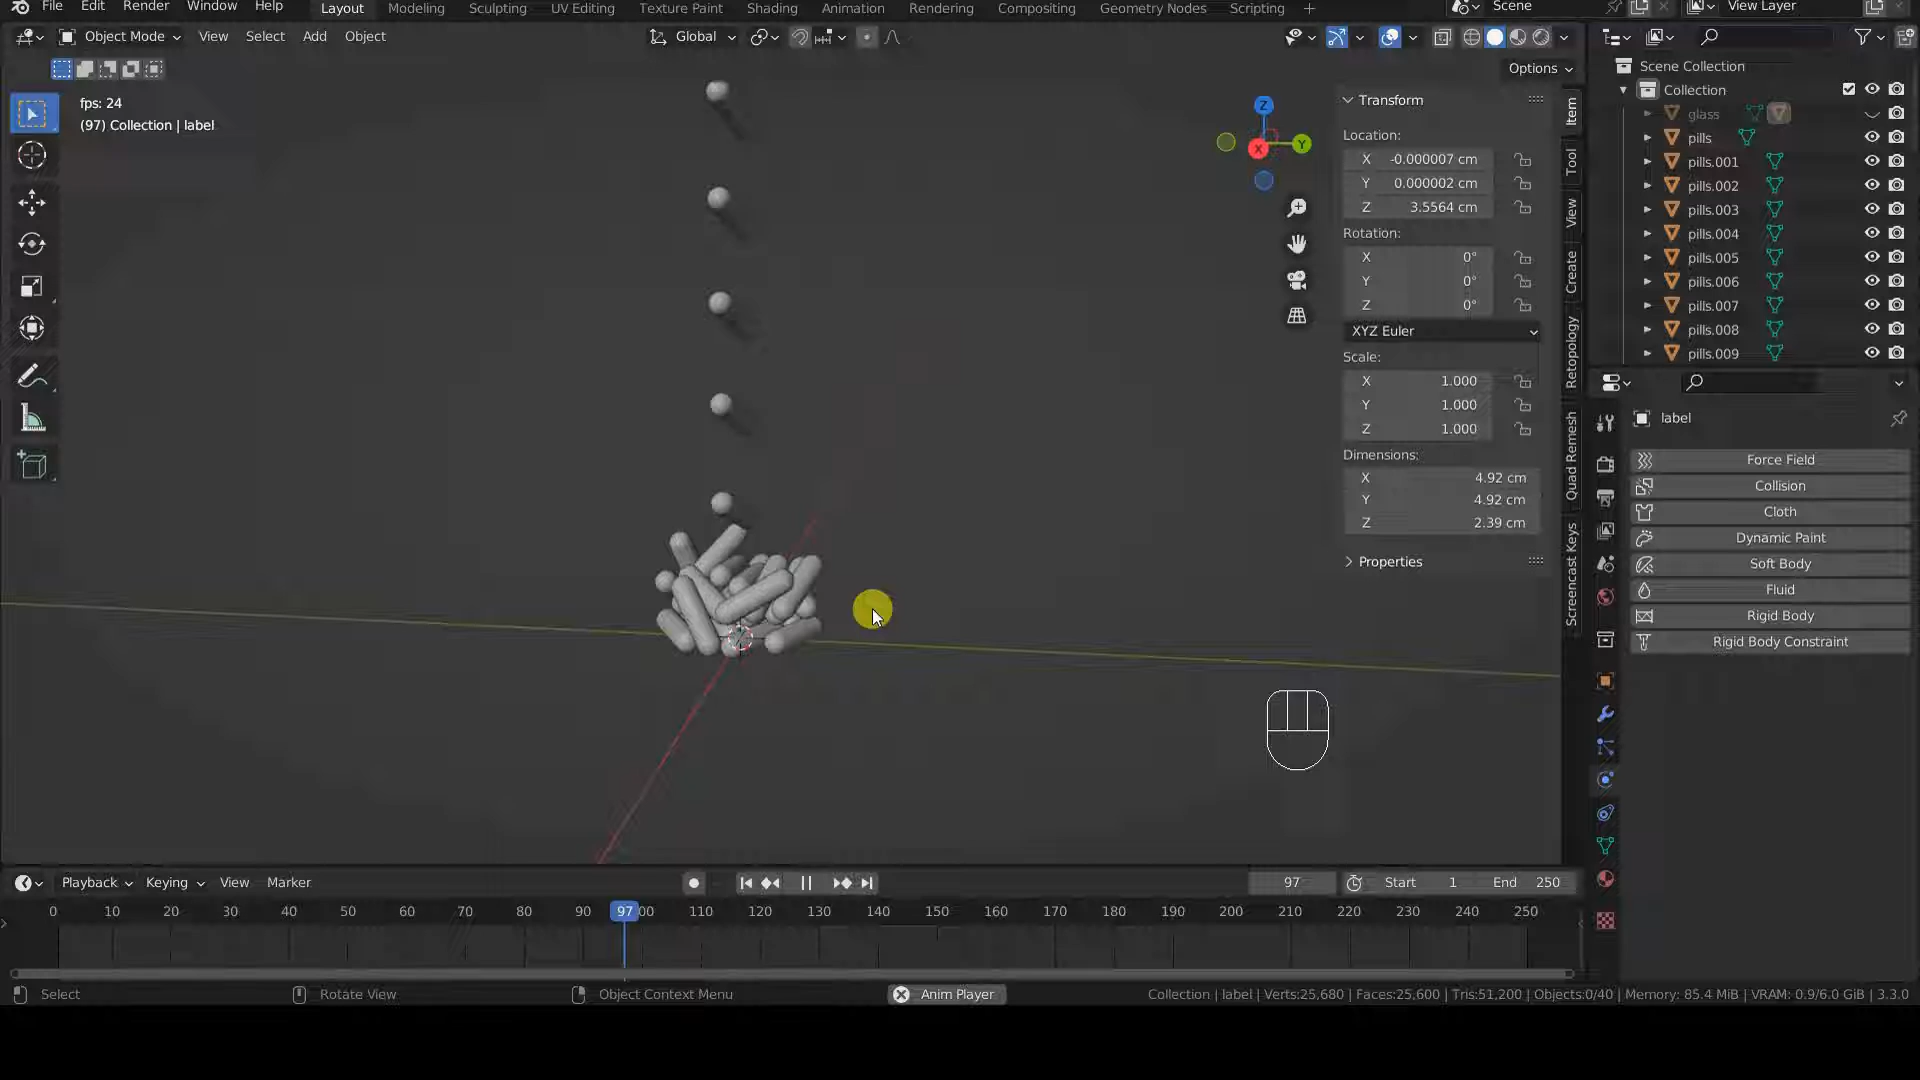 File Edit Render Window Help Layout Modeling Sculpting UV Editing Texture Paint Shading Animation Rendering Compositing Geometry Nodes Scripting + Scene View Layer
Object Mode View Select Add Object Global
Options
fps: 24
(97) Collection | label
Z
Y
X
Transform
Location:
X -0.000007 cm
Y 0.000002 cm
Z 3.5564 cm
Rotation:
X 0°
Y 0°
Z 0°
XYZ Euler
Scale:
X 1.000
Y 1.000
Z 1.000
Dimensions:
X 4.92 cm
Y 4.92 cm
Z 2.39 cm
Properties
Item
Tool
View
Create
Retopology
Quad Remesh
Screencast Keys
Scene Collection
Collection
glass
pills
pills.001
pills.002
pills.003
pills.004
pills.005
pills.006
pills.007
pills.008
pills.009
label
Force Field
Collision
Cloth
Dynamic Paint
Soft Body
Fluid
Rigid Body
Rigid Body Constraint
Playback Keying View Marker 97 Start 1 End 250
0 10 20 30 40 50 60 70 80 90 97 00 110 120 130 140 150 160 170 180 190 200 210 220 230 240 250
Select Rotate View Object Context Menu Anim Player Collection | label | Verts:25,680 | Faces:25,600 | Tris:51,200 | Objects:0/40 | Memory: 85.4 MiB | VRAM: 0.9/6.0 GiB | 3.3.0